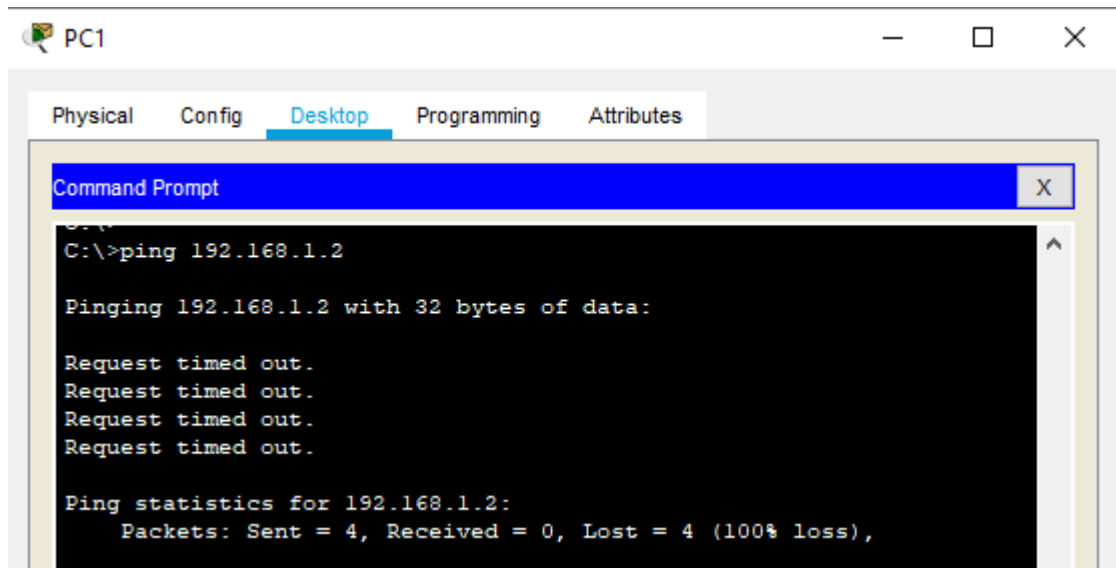 PC1
Physical Config Desktop Programming Attributes
Command Prompt X
C:\>ping 192.168.1.2
Pinging 192.168.1.2 with 32 bytes of data:
Request timed out.
Request timed out.
Request timed out.
Request timed out.
Ping statistics for 192.168.1.2:
Packets: Sent = 4, Received = 0, Lost = 4 (100% loss),